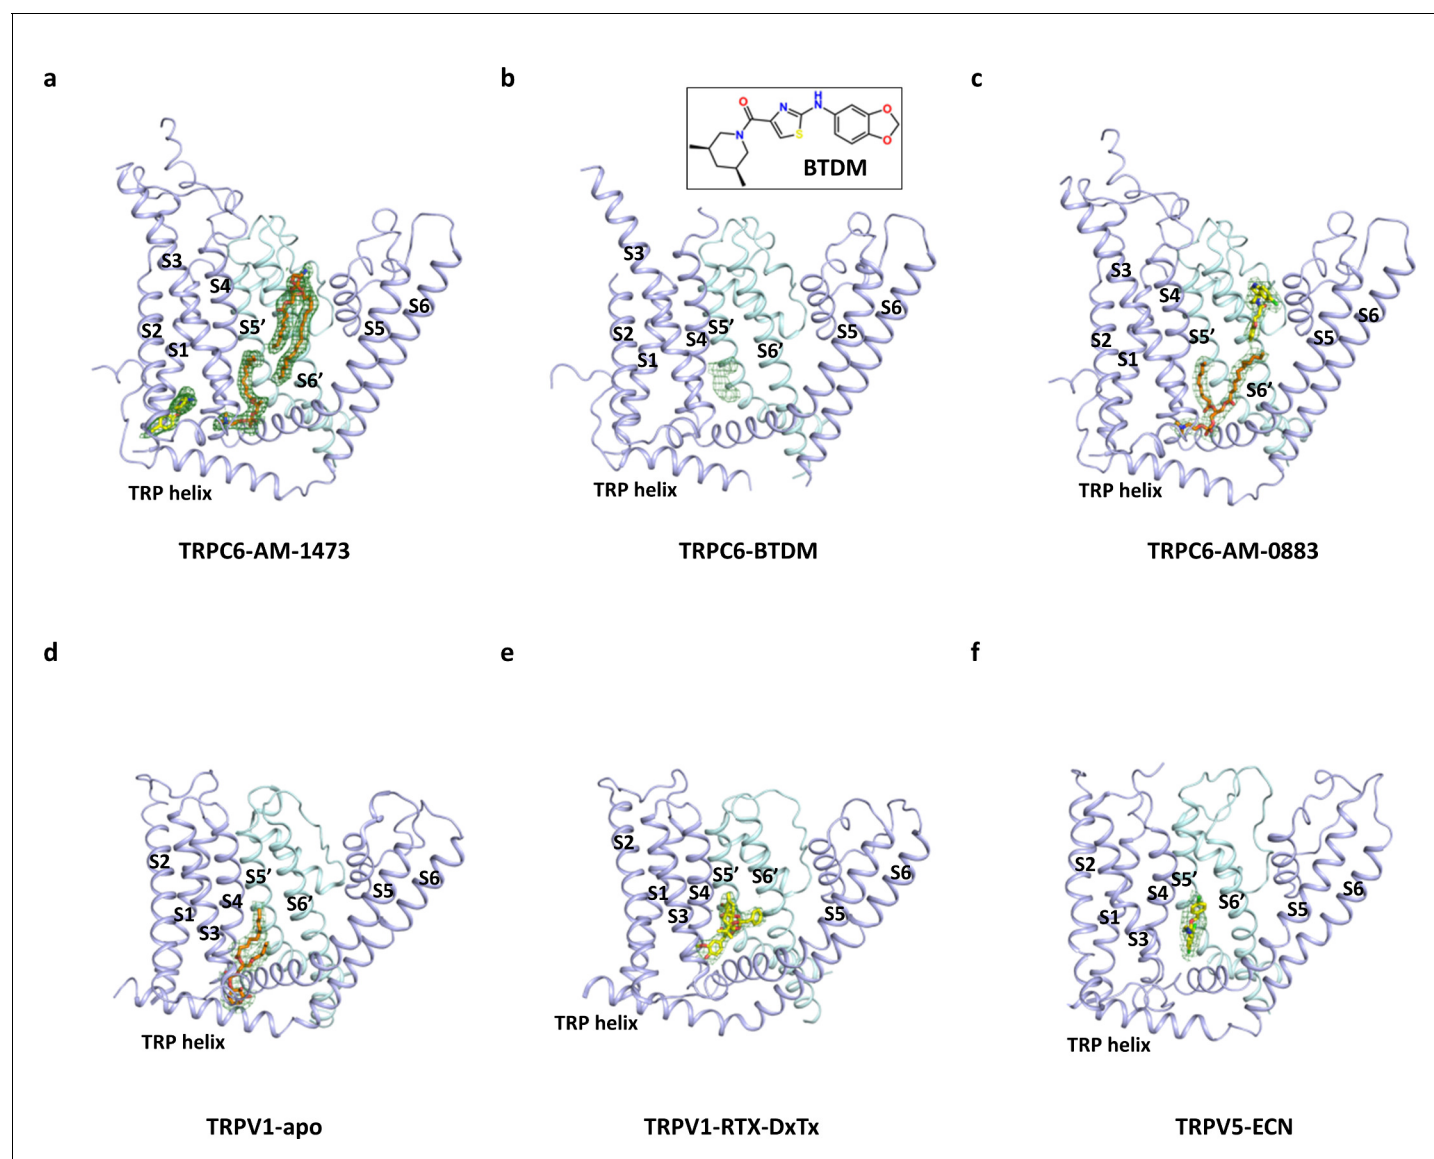 a
b
c
O
N
H
N
N
S
O
O
BTDM
S3
S4
S2
S1
S5'
S6'
S5
S6
TRP helix
TRPC6-AM-1473
S3
S2
S1
S4
S5'
S6'
S5
S6
TRP helix
TRPC6-BTDM
S3
S4
S2
S1
S5'
S6'
S5
S6
TRP helix
TRPC6-AM-0883
d
e
f
S2
S1
S3
S4
S5'
S6'
S5
S6
TRP helix
TRPV1-apo
S2
S1
S3
S4
S5'
S6'
S5
S6
TRP helix
TRPV1-RTX-DxTx
S2
S1
S3
S4
S5'
S6'
S5
S6
TRP helix
TRPV5-ECN